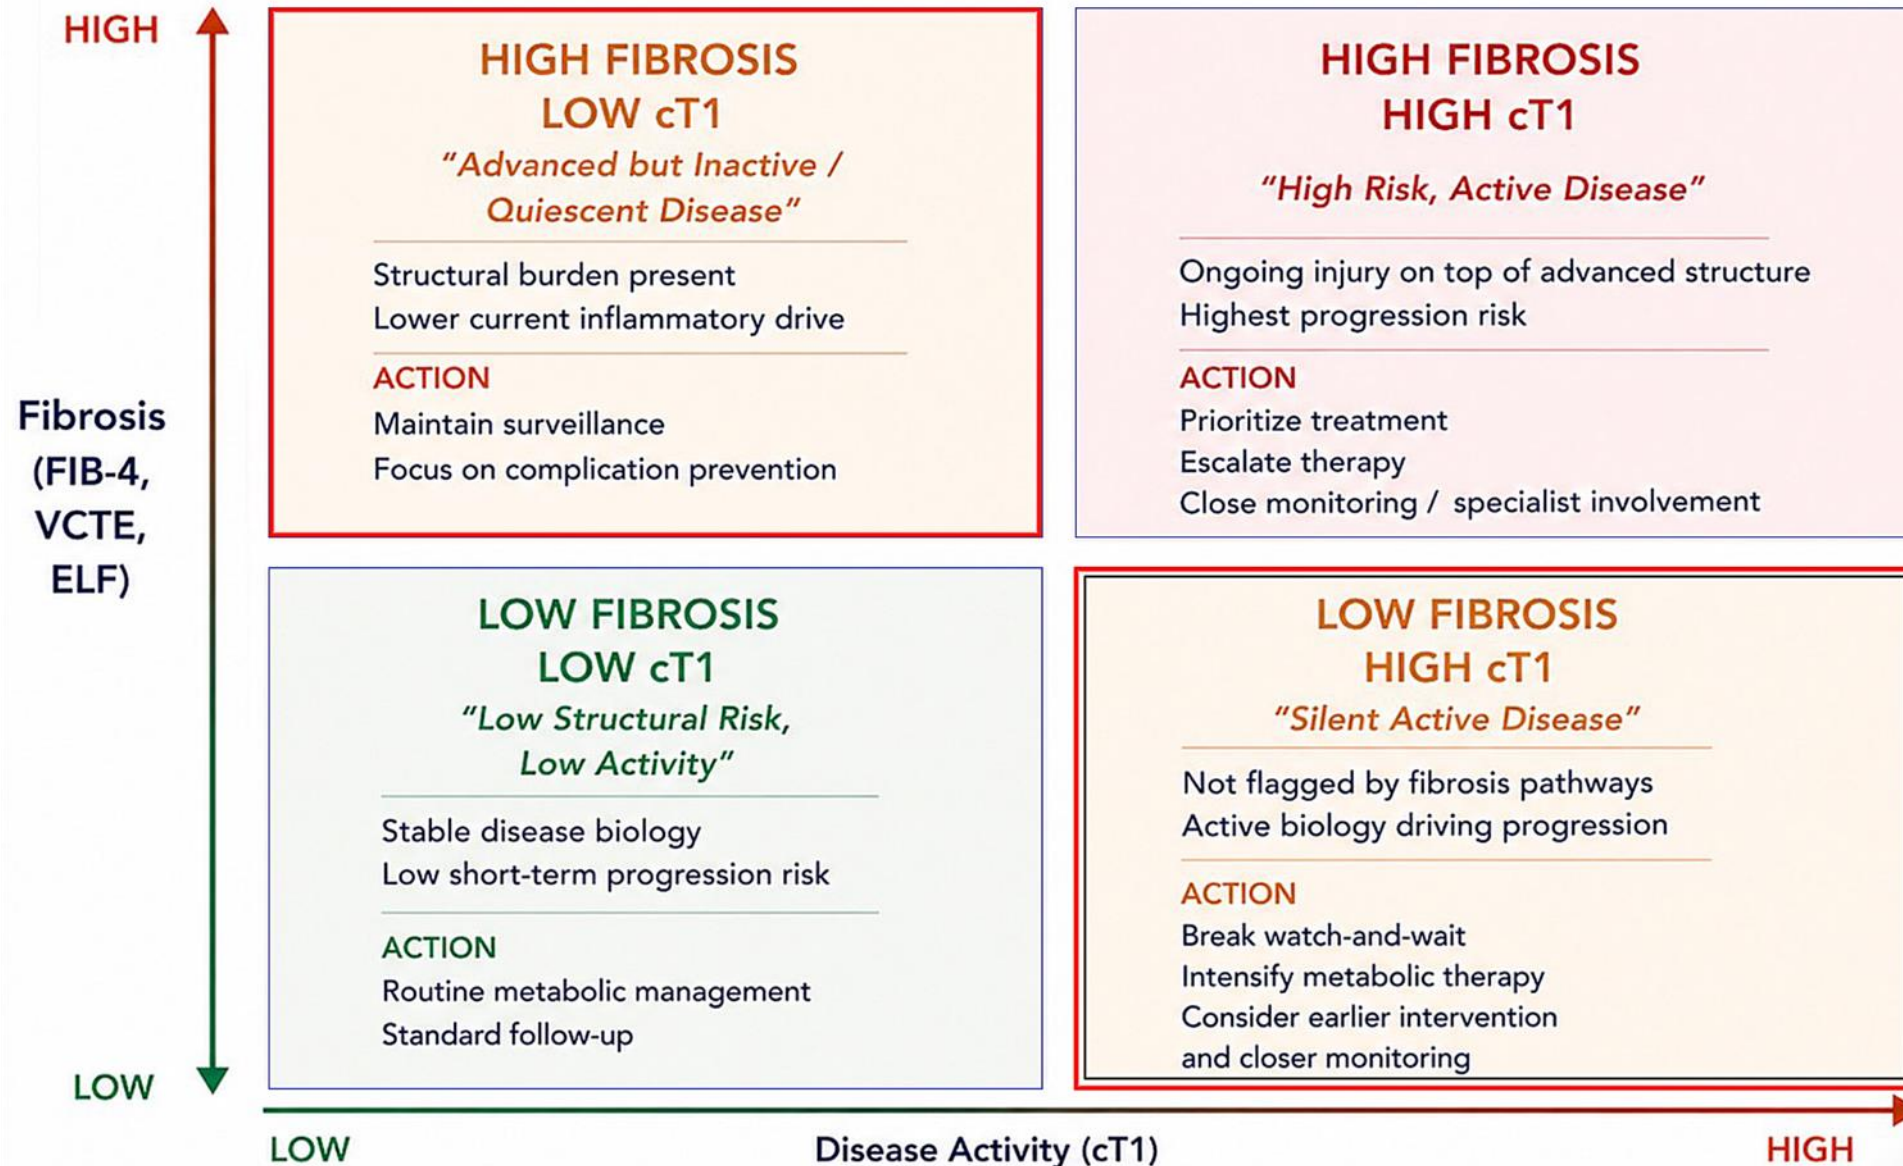 HIGH
HIGH FIBROSIS
LOW cT1
"Advanced but Inactive /
Quiescent Disease"
Structural burden present
Lower current inflammatory drive
ACTION
Maintain surveillance
Focus on complication prevention
HIGH FIBROSIS
HIGH cT1
"High Risk, Active Disease"
Ongoing injury on top of advanced structure
Highest progression risk
ACTION
Prioritize treatment
Escalate therapy
Close monitoring / specialist involvement
Fibrosis
(FIB-4,
VCTE,
ELF)
LOW FIBROSIS
LOW cT1
"Low Structural Risk,
Low Activity"
Stable disease biology
Low short-term progression risk
ACTION
Routine metabolic management
Standard follow-up
LOW FIBROSIS
HIGH cT1
"Silent Active Disease"
Not flagged by fibrosis pathways
Active biology driving progression
ACTION
Break watch-and-wait
Intensify metabolic therapy
Consider earlier intervention
and closer monitoring
LOW
LOW
Disease Activity (cT1)
HIGH